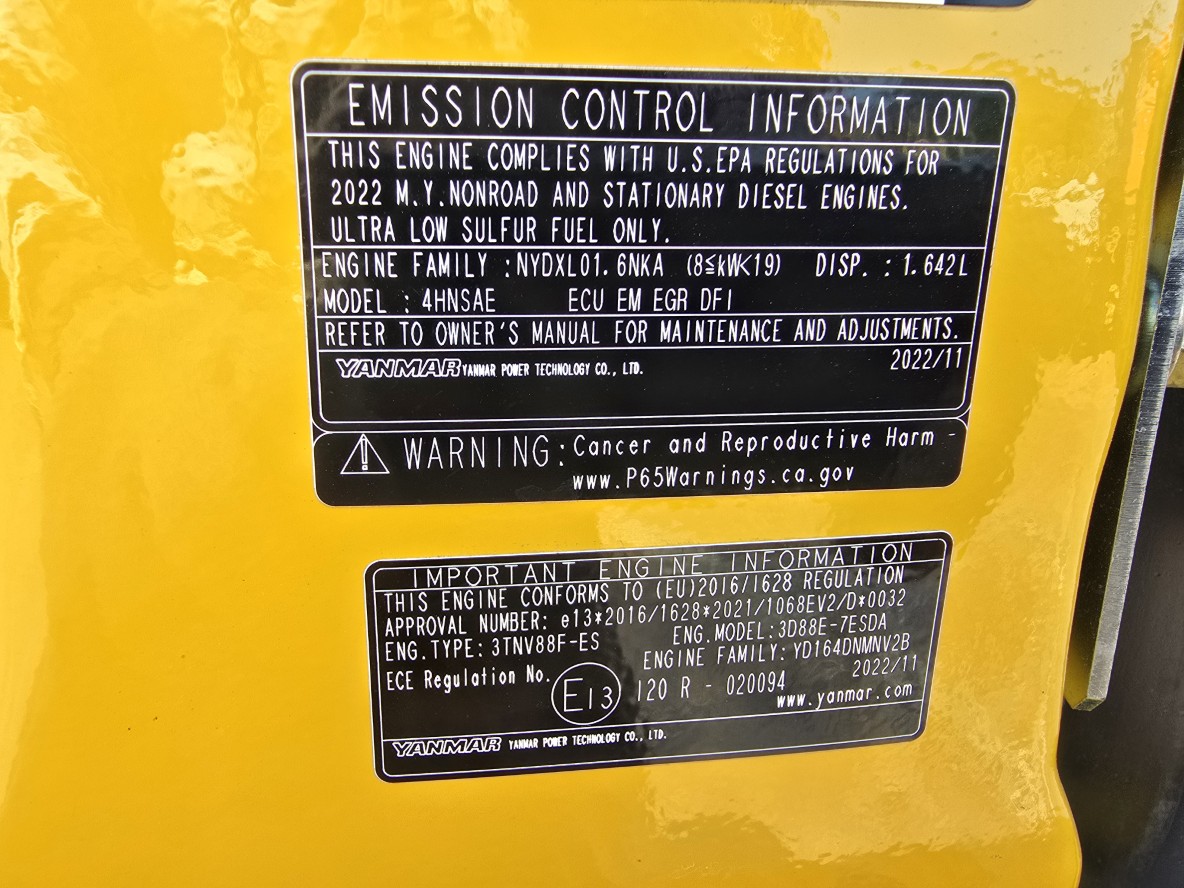 EMISSION CONTROL INFORMATION
THIS ENGINE COMPLIES WITH U.S.EPA REGULATIONS FOR
2022 M.Y.NONROAD AND STATIONARY DIESEL ENGINES.
ULTRA LOW SULFUR FUEL ONLY.
ENGINE FAMILY :NYDXL01.6NKA (8≦kW<19) DISP. : 1.642L
MODEL : 4HNSAE ECU EM EGR DFI
REFER TO OWNER'S MANUAL FOR MAINTENANCE AND ADJUSTMENTS.
2022/11
YANMAR YANMAR POWER TECHNOLOGY CO., LTD.
WARNING:Cancer and Reproductive Harm -
www.P65Warnings.ca.gov
IMPORTANT ENGINE INFORMATION
THIS ENGINE CONFORMS TO (EU)2016/1628 REGULATION
APPROVAL NUMBER: e13*2016/1628*2021/1068EV2/D*0032
ENG.TYPE: 3TNV88F-ES ENG.MODEL:3D88E-7ESDA
ENGINE FAMILY: YD164DNMNV2B
ECE Regulation No. 2022/11
E13 120 R - 020094
www.yanmar.com
YANMAR YANMAR POWER TECHNOLOGY CO., LTD.